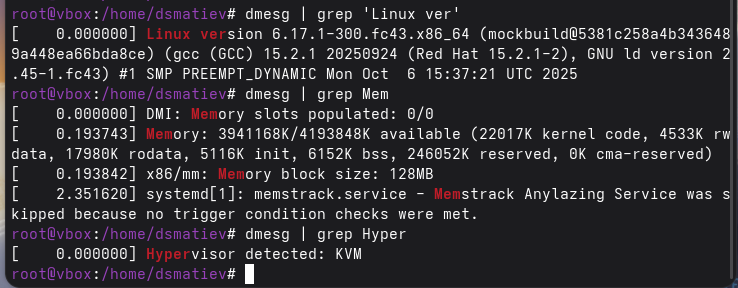 root@vbox:/home/dsmatiev# dmesg | grep 'Linux ver'
[    0.000000] Linux version 6.17.1-300.fc43.x86_64 (mockbuild@5381c258a4b343648
9a448ea66bda8ce) (gcc (GCC) 15.2.1 20250924 (Red Hat 15.2.1-2), GNU ld version 2
.45-1.fc43) #1 SMP PREEMPT_DYNAMIC Mon Oct  6 15:37:21 UTC 2025
root@vbox:/home/dsmatiev# dmesg | grep Mem
[    0.000000] DMI: Memory slots populated: 0/0
[    0.193743] Memory: 3941168K/4193848K available (22017K kernel code, 4533K rw
data, 17980K rodata, 5116K init, 6152K bss, 246052K reserved, 0K cma-reserved)
[    0.193842] x86/mm: Memory block size: 128MB
[    2.351620] systemd[1]: memstrack.service - Memstrack Anylazing Service was s
kipped because no trigger condition checks were met.
root@vbox:/home/dsmatiev# dmesg | grep Hyper
[    0.000000] Hypervisor detected: KVM
root@vbox:/home/dsmatiev#